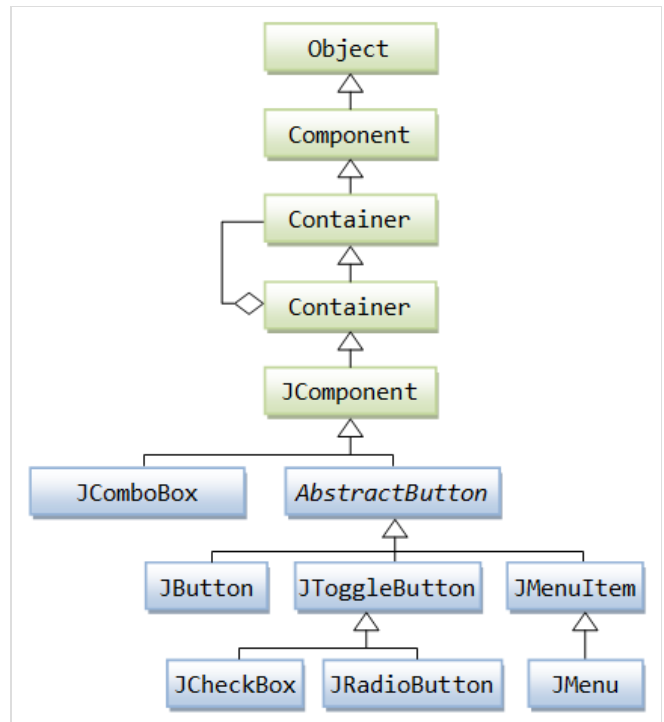 Object
Component
Container
Container
JComponent
JComboBox
AbstractButton
JButton
JToggleButton
JMenuItem
JCheckBox
JRadioButton
JMenu